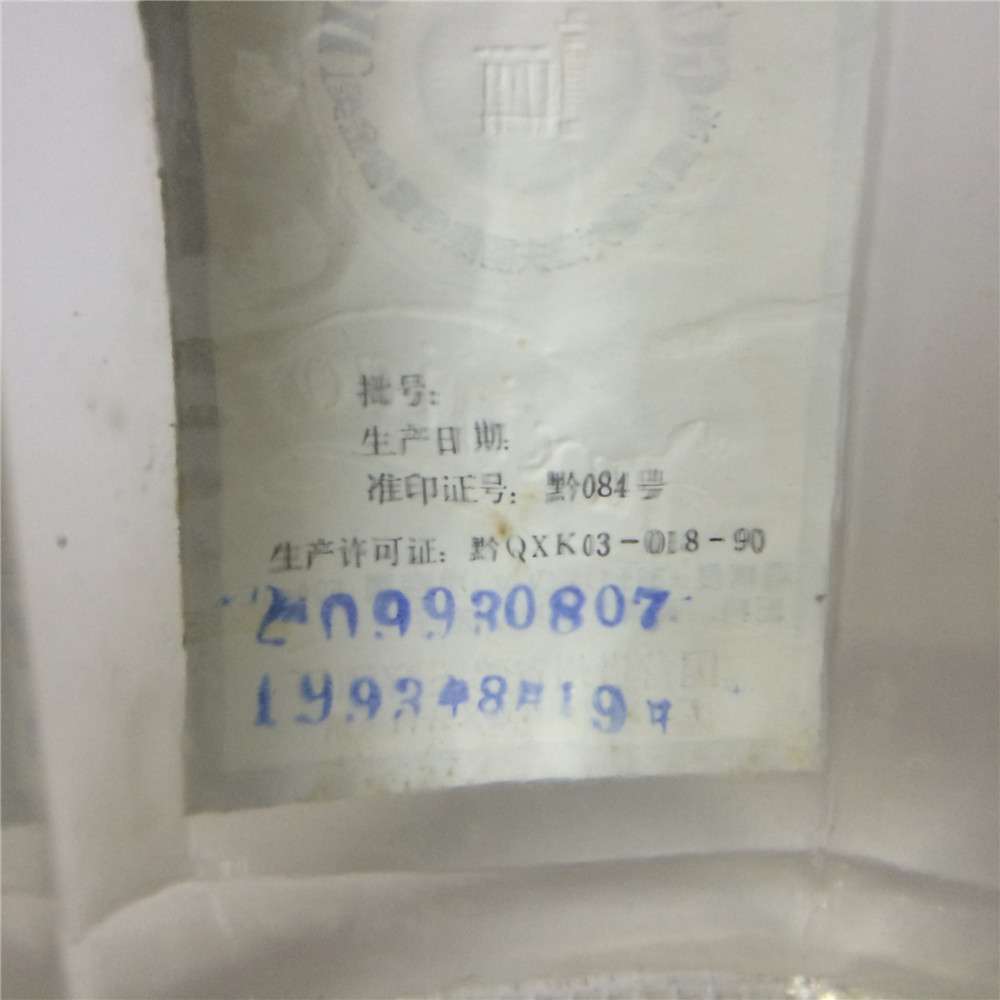 批号:
生产日期:
准印证号: 黔084号
生产许可证: 黔QXK03-018-90
209930807
1993年8月19日